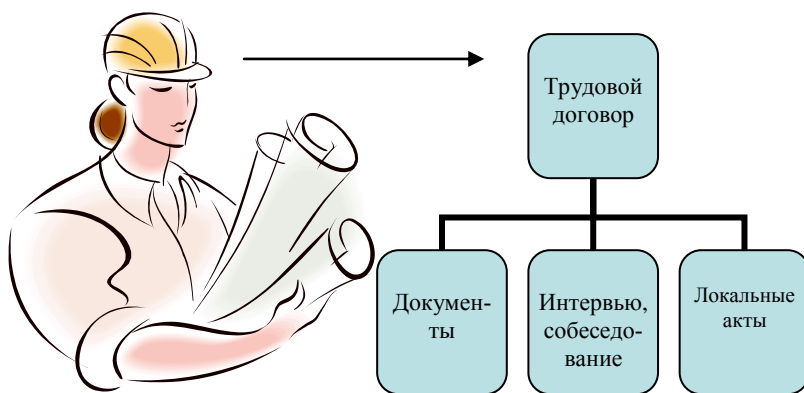 Трудовой
договор
Докумен-
ты
Интервью,
собеседо-
вание
Локальные
акты